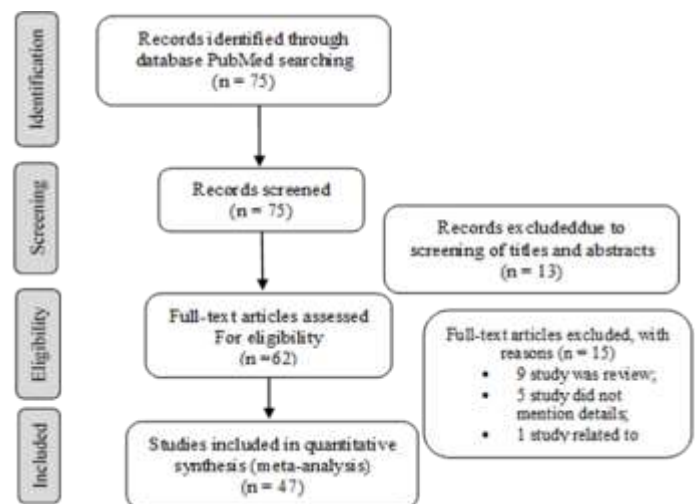 Identification
Records identified through
database PubMed searching
(n = 75)
Screening
Records screened
(n = 75)
Records excludeddue to
screening of titles and abstracts
(n = 13)
Eligibility
Full-text articles assessed
For eligibility
(n =62)
Full-text articles excluded, with
reasons (n = 15)
• 9 study was review;
• 5 study did not
mention details;
• 1 study related to
Included
Studies included in quantitative
synthesis (meta-analysis)
(n = 47)